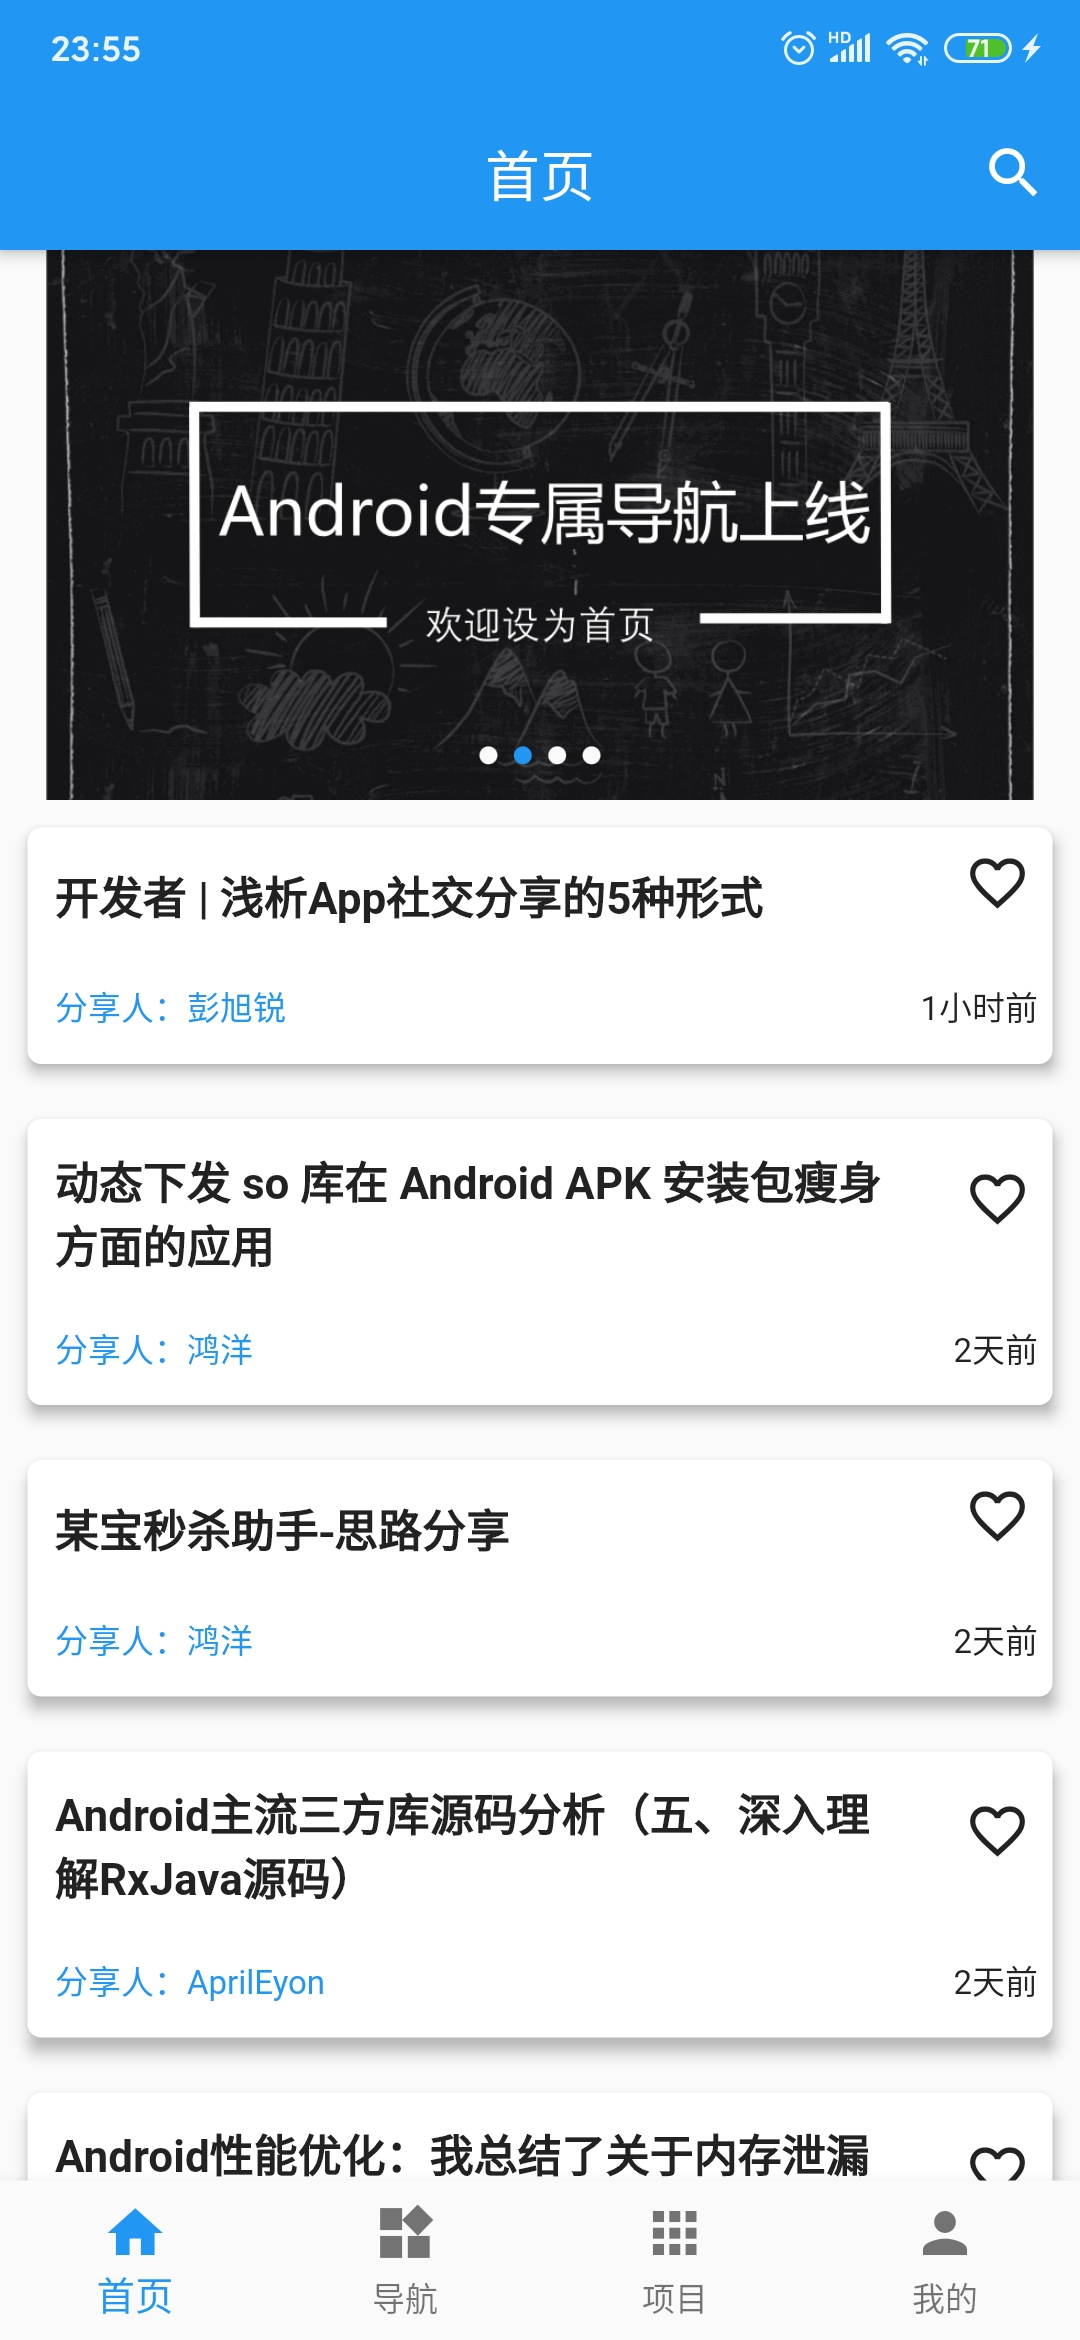 23:55
HD
71
首页
Android专属导航上线
欢迎设为首页
N
开发者 | 浅析App社交分享的5种形式
分享人：彭旭锐
1小时前
动态下发 so 库在 Android APK 安装包瘦身
方面的应用
分享人：鸿洋
2天前
某宝秒杀助手-思路分享
分享人：鸿洋
2天前
Android主流三方库源码分析（五、深入理
解RxJava源码）
分享人：AprilEyon
2天前
Android性能优化：我总结了关于内存泄漏
首页
导航
项目
我的